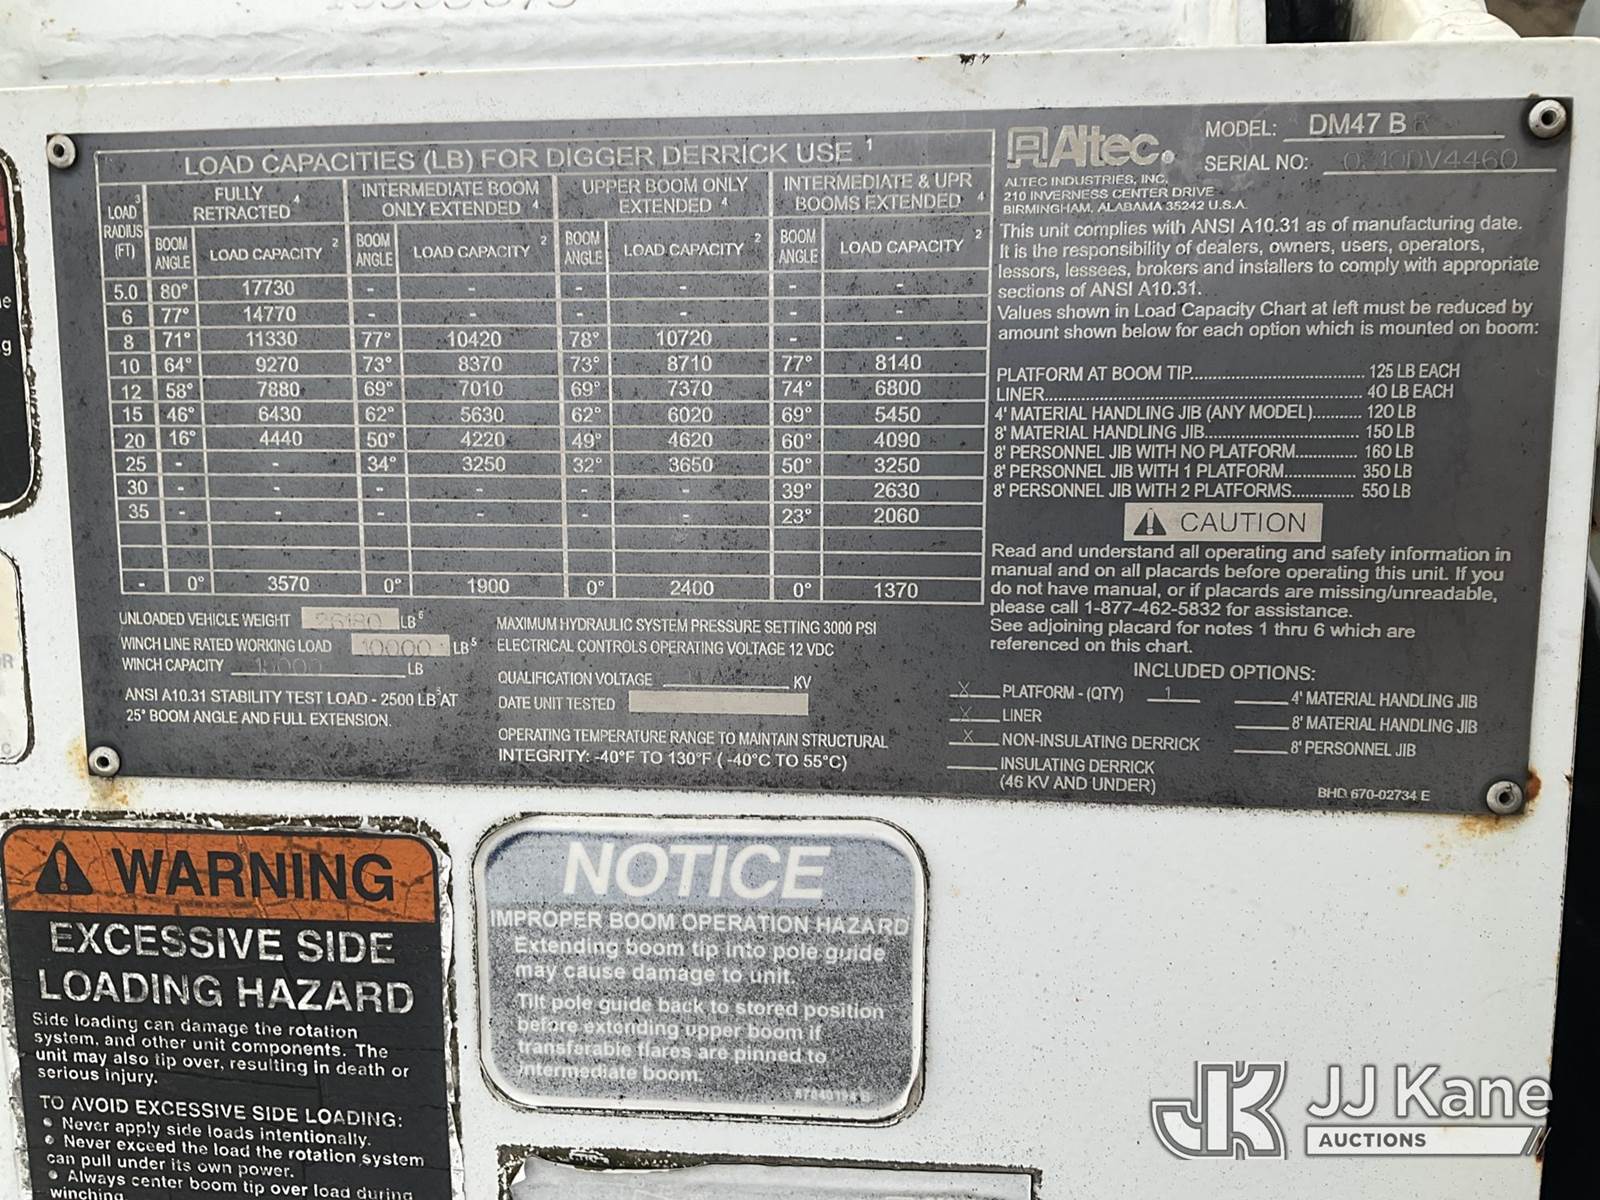 LOAD CAPACITIES (LB) FOR DIGGER DERRICK USE 1
LOAD 3 RADIUS (FT) FULLY RETRACTED 4 INTERMEDIATE BOOM ONLY EXTENDED 4 UPPER BOOM ONLY EXTENDED 4 INTERMEDIATE & UPR BOOMS EXTENDED 4
BOOM ANGLE LOAD CAPACITY 2 BOOM ANGLE LOAD CAPACITY 2 BOOM ANGLE LOAD CAPACITY 2 BOOM ANGLE LOAD CAPACITY 2
5.0 80° 17730 - - - - - -
6 77° 14770 - - - - - -
8 71° 11330 77° 10420 78° 10720 - -
10 64° 9270 73° 8370 73° 8710 77° 8140
12 58° 7880 69° 7010 69° 7370 74° 6800
15 46° 6430 62° 5630 62° 6020 69° 5450
20 16° 4440 50° 4220 49° 4620 60° 4090
25 - - 34° 3250 32° 3650 50° 3250
30 - - - - - - 39° 2630
35 - - - - - - 23° 2060
- 0° 3570 0° 1900 0° 2400 0° 1370
UNLOADED VEHICLE WEIGHT 26180 LB 6
WINCH LINE RATED WORKING LOAD 10000 LB 5
WINCH CAPACITY LB
ANSI A10.31 STABILITY TEST LOAD - 2500 LB 3 AT
25° BOOM ANGLE AND FULL EXTENSION.
MAXIMUM HYDRAULIC SYSTEM PRESSURE SETTING 3000 PSI
ELECTRICAL CONTROLS OPERATING VOLTAGE 12 VDC
QUALIFICATION VOLTAGE KV
DATE UNIT TESTED
OPERATING TEMPERATURE RANGE TO MAINTAIN STRUCTURAL
INTEGRITY: -40°F TO 130°F ( -40°C TO 55°C)
Altec®
MODEL: DM47 B
SERIAL NO:
ALTEC INDUSTRIES, INC.
210 INVERNESS CENTER DRIVE
BIRMINGHAM, ALABAMA 35242 U.S.A.
This unit complies with ANSI A10.31 as of manufacturing date.
It is the responsibility of dealers, owners, users, operators,
lessors, lessees, brokers and installers to comply with appropriate
sections of ANSI A10.31.
Values shown in Load Capacity Chart at left must be reduced by
amount shown below for each option which is mounted on boom:
PLATFORM AT BOOM TIP.................................. 125 LB EACH
LINER.............................................................. 40 LB EACH
4' MATERIAL HANDLING JIB (ANY MODEL).......... 120 LB
8' MATERIAL HANDLING JIB................................ 150 LB
8' PERSONNEL JIB WITH NO PLATFORM............. 160 LB
8' PERSONNEL JIB WITH 1 PLATFORM.............. 350 LB
8' PERSONNEL JIB WITH 2 PLATFORMS............. 550 LB
CAUTION
Read and understand all operating and safety information in
manual and on all placards before operating this unit. If you
do not have manual, or if placards are missing/unreadable,
please call 1-877-462-5832 for assistance.
See adjoining placard for notes 1 thru 6 which are
referenced on this chart.
INCLUDED OPTIONS:
X PLATFORM - (QTY) 1 4' MATERIAL HANDLING JIB
X LINER 8' MATERIAL HANDLING JIB
X NON-INSULATING DERRICK 8' PERSONNEL JIB
INSULATING DERRICK
(46 KV AND UNDER)
BHD 670-02734 E
WARNING
EXCESSIVE SIDE
LOADING HAZARD
Side loading can damage the rotation
system, and other unit components. The
unit may also tip over, resulting in death or
serious injury.
TO AVOID EXCESSIVE SIDE LOADING:
• Never apply side loads intentionally.
• Never exceed the load the rotation system
can pull under its own power.
• Always center boom tip over load during
winching
NOTICE
IMPROPER BOOM OPERATION HAZARD
Extending boom tip into pole guide
may cause damage to unit.
Tilt pole guide back to stored position
before extending upper boom if
transferable flares are pinned to
intermediate boom.
JK JJ Kane
AUCTIONS